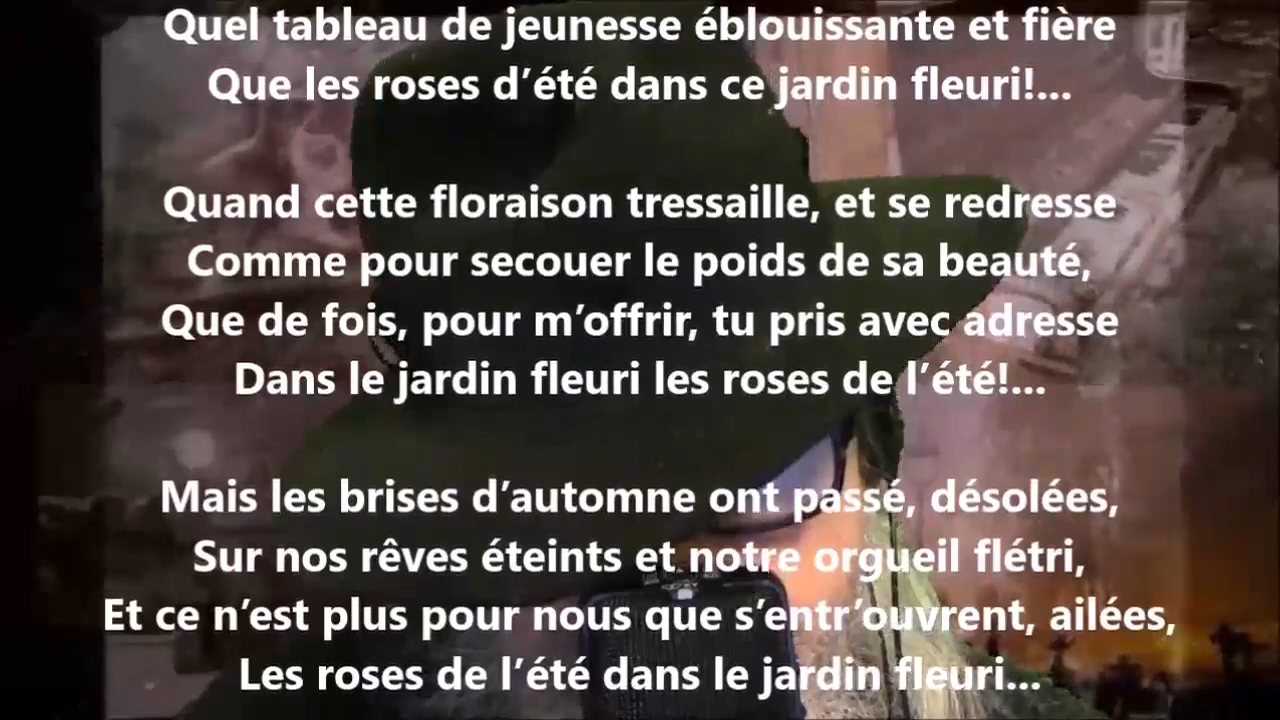 Quel tableau de jeunesse éblouissante et fière
Que les roses d’été dans ce jardin fleuri!...
Quand cette floraison tressaille, et se redresse
Comme pour secouer le poids de sa beauté,
Que de fois, pour m’offrir, tu pris avec adresse
Dans le jardin fleuri les roses de l’été!...
Mais les brises d’automne ont passé, désolées,
Sur nos rêves éteints et notre orgueil flétri,
Et ce n’est plus pour nous que s’entr’ouvrent, ailées,
Les roses de l’été dans le jardin fleuri...